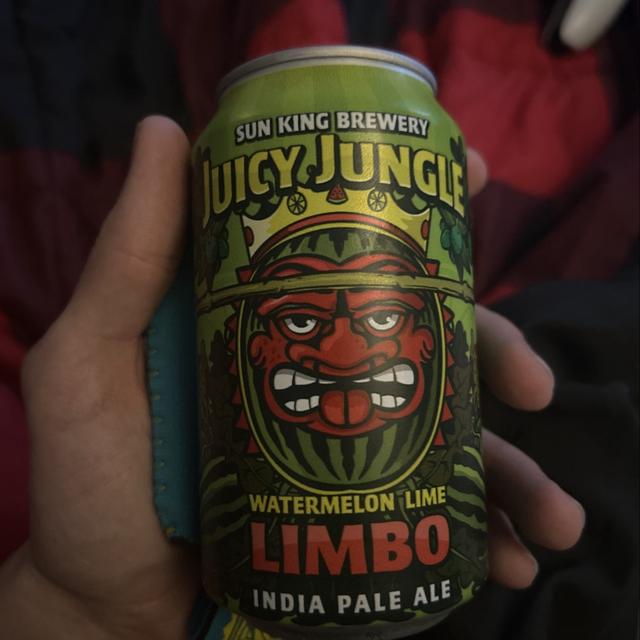 SUN KING BREWERY
JUICY JUNGLE
WATERMELON LIME
LIMBO
INDIA PALE ALE